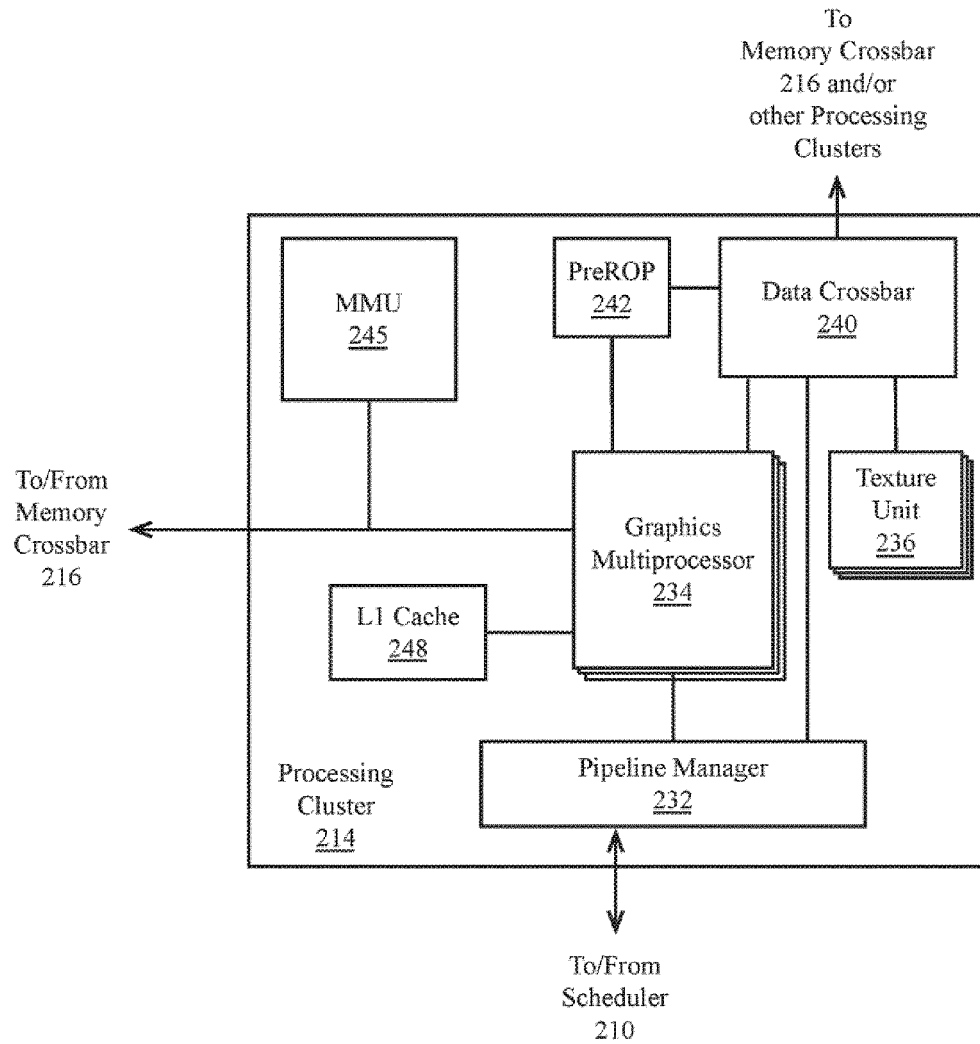 To
Memory Crossbar
216 and/or
other Processing
Clusters
MMU
245
PreROP
242
Data Crossbar
240
To/From
Memory
Crossbar
216
Graphics
Multiprocessor
234
Texture
Unit
236
L1 Cache
248
Processing
Cluster
214
Pipeline Manager
232
To/From
Scheduler
210